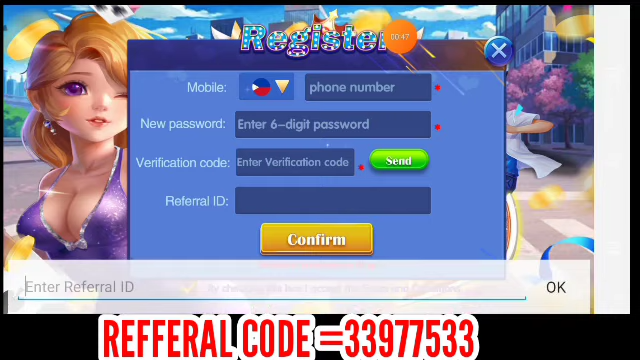 Register
00:47
Mobile:
phone number *
New password:
Enter 6-digit password *
Verification code:
Enter Verification code *
Send
Referral ID:
Confirm
Enter Referral ID
OK
REFFERAL CODE =33977533